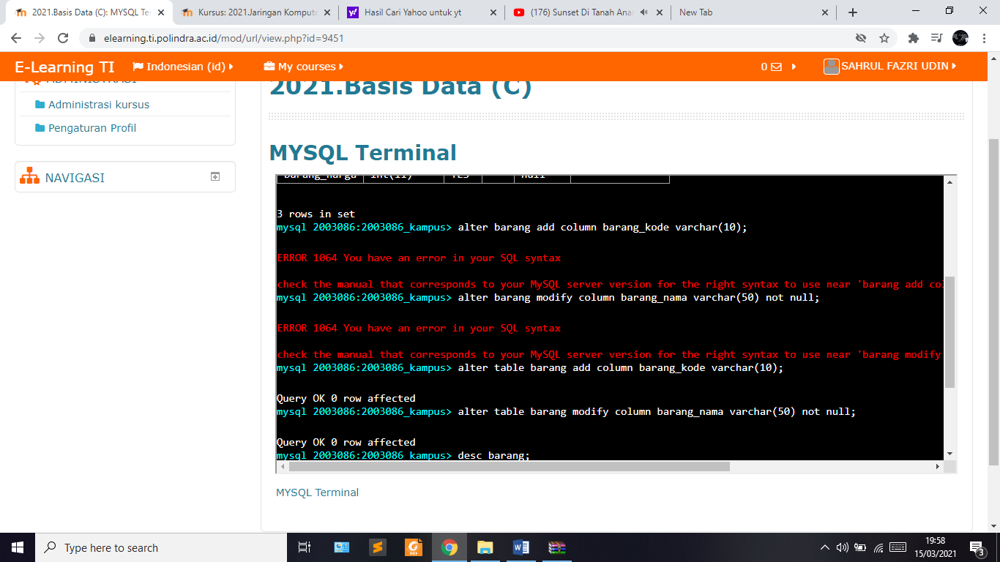 2021.Basis Data (C): MYSQL Te
Kursus: 2021.Jaringan Kompute
Hasil Cari Yahoo untuk yt
(176) Sunset Di Tanah Anar
New Tab
elearning.ti.polindra.ac.id/mod/url/view.php?id=9451
E-Learning TI
Indonesian (id)
My courses
0
SAHRUL FAZRI UDIN
ADMINISTRASI
Administrasi kursus
Pengaturan Profil
NAVIGASI
2021.Basis Data (C)
MYSQL Terminal
barang_harga int(11) YES null
3 rows in set
mysql 2003086:2003086_kampus> alter barang add column barang_kode varchar(10);
ERROR 1064 You have an error in your SQL syntax
check the manual that corresponds to your MySQL server version for the right syntax to use near 'barang add col
mysql 2003086:2003086_kampus> alter barang modify column barang_nama varchar(50) not null;
ERROR 1064 You have an error in your SQL syntax
check the manual that corresponds to your MySQL server version for the right syntax to use near 'barang modify
mysql 2003086:2003086_kampus> alter table barang add column barang_kode varchar(10);
Query OK 0 row affected
mysql 2003086:2003086_kampus> alter table barang modify column barang_nama varchar(50) not null;
Query OK 0 row affected
mysql 2003086:2003086_kampus> desc barang;
MYSQL Terminal
Type here to search
19:58
15/03/2021
3